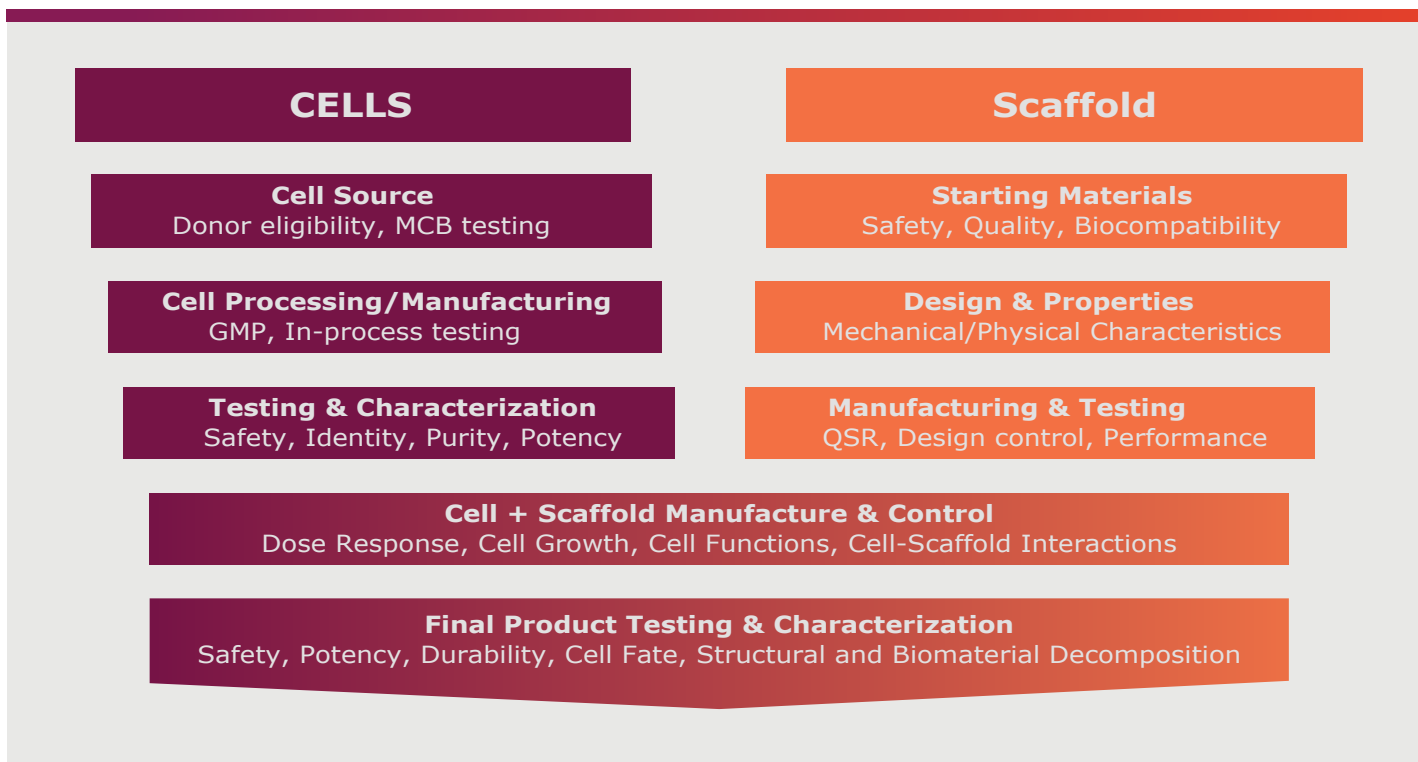 CELLS
Cell Source
Donor eligibility, MCB testing
Cell Processing/Manufacturing
GMP, In-process testing
Testing & Characterization
Safety, Identity, Purity, Potency
Scaffold
Starting Materials
Safety, Quality, Biocompatibility
Design & Properties
Mechanical/Physical Characteristics
Manufacturing & Testing
QSR, Design control, Performance
Cell + Scaffold Manufacture & Control
Dose Response, Cell Growth, Cell Functions, Cell-Scaffold Interactions
Final Product Testing & Characterization
Safety, Potency, Durability, Cell Fate, Structural and Biomaterial Decomposition